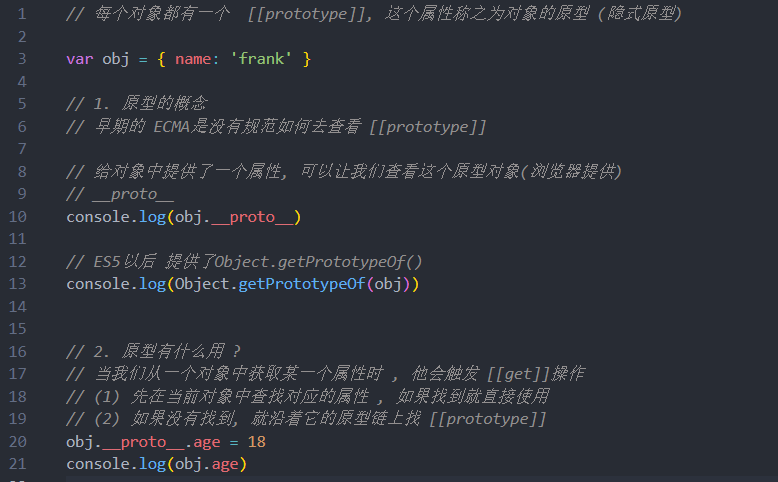 1 // 每个对象都有一个 [[prototype]], 这个属性称之为对象的原型 (隐式原型)
2
3 var obj = { name: 'frank' }
4
5 // 1. 原型的概念
6 // 早期的 ECMA是没有规范如何去查看 [[prototype]]
7
8 // 给对象中提供了一个属性, 可以让我们查看这个原型对象(浏览器提供)
9 // __proto__
10 console.log(obj.__proto__)
11
12 // ES5以后 提供了Object.getPrototypeOf()
13 console.log(Object.getPrototypeOf(obj))
14
15
16 // 2. 原型有什么用 ?
17 // 当我们从一个对象中获取某一个属性时 , 他会触发 [[get]]操作
18 // (1) 先在当前对象中查找对应的属性 , 如果找到就直接使用
19 // (2) 如果没有找到, 就沿着它的原型链上找 [[prototype]]
20 obj.__proto__.age = 18
21 console.log(obj.age)